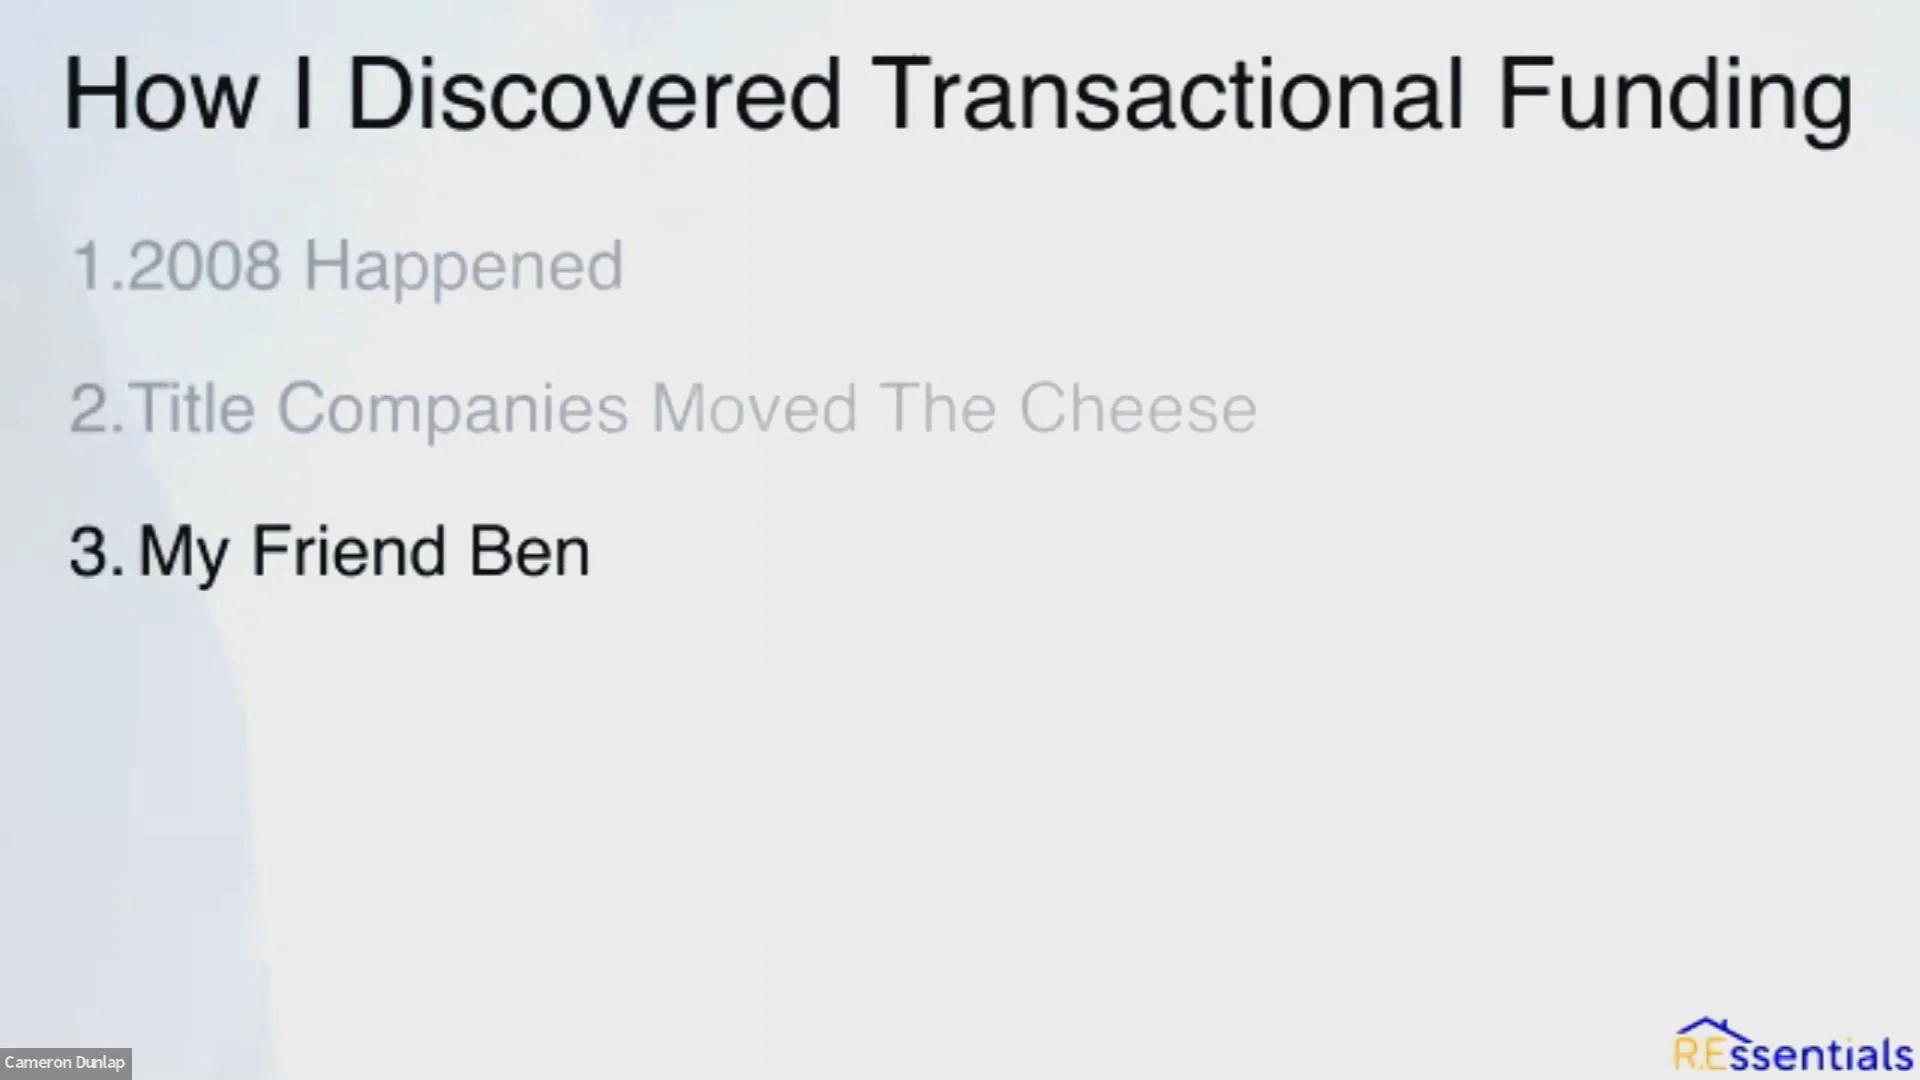 How I Discovered Transactional Funding
1.2008 Happened
2.Title Companies Moved The Cheese
3. My Friend Ben
R.Essentials
Cameron Dunlap